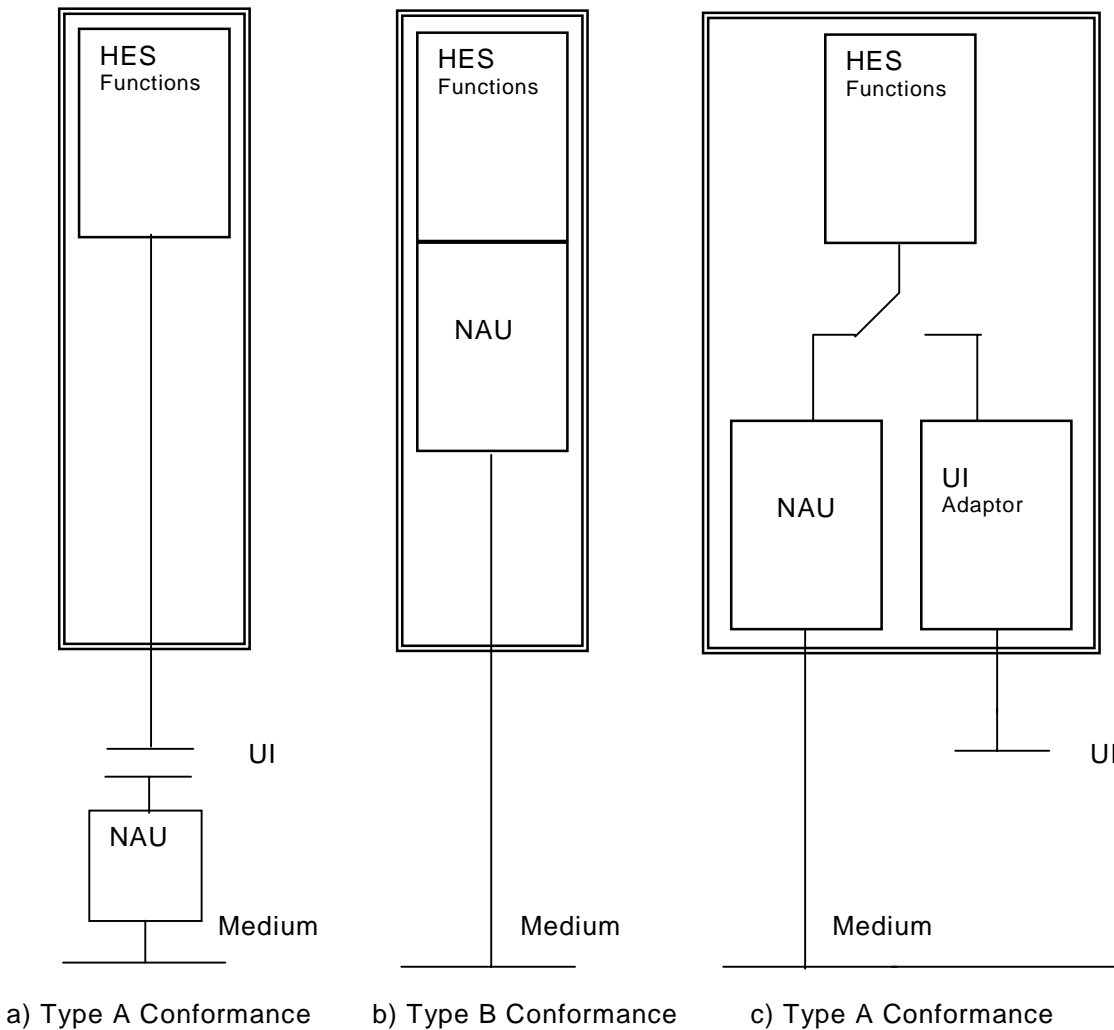 HES
Functions
UI
NAU
Medium
a) Type A Conformance
HES
Functions
NAU
Medium
b) Type B Conformance
HES
Functions
NAU
UI
Adaptor
UI
Medium
c) Type A Conformance